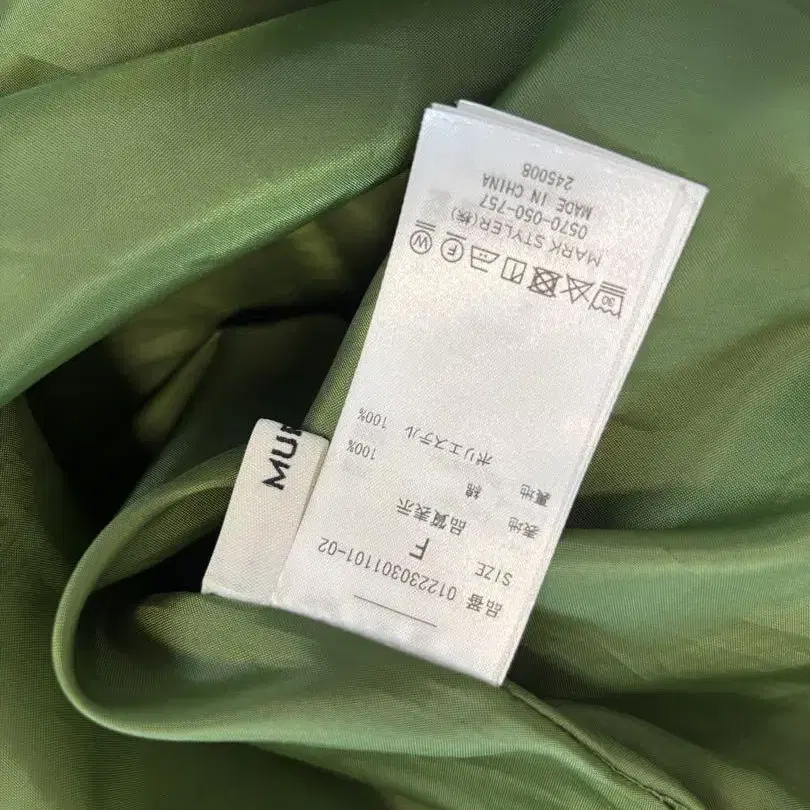 品番 012230301101-02
SIZE
F
品質表示
表地 綿 100%
裏地 ポリエステル 100%
30
F W
MARK STYLER(株)
0570-050-757
MADE IN CHINA
245008